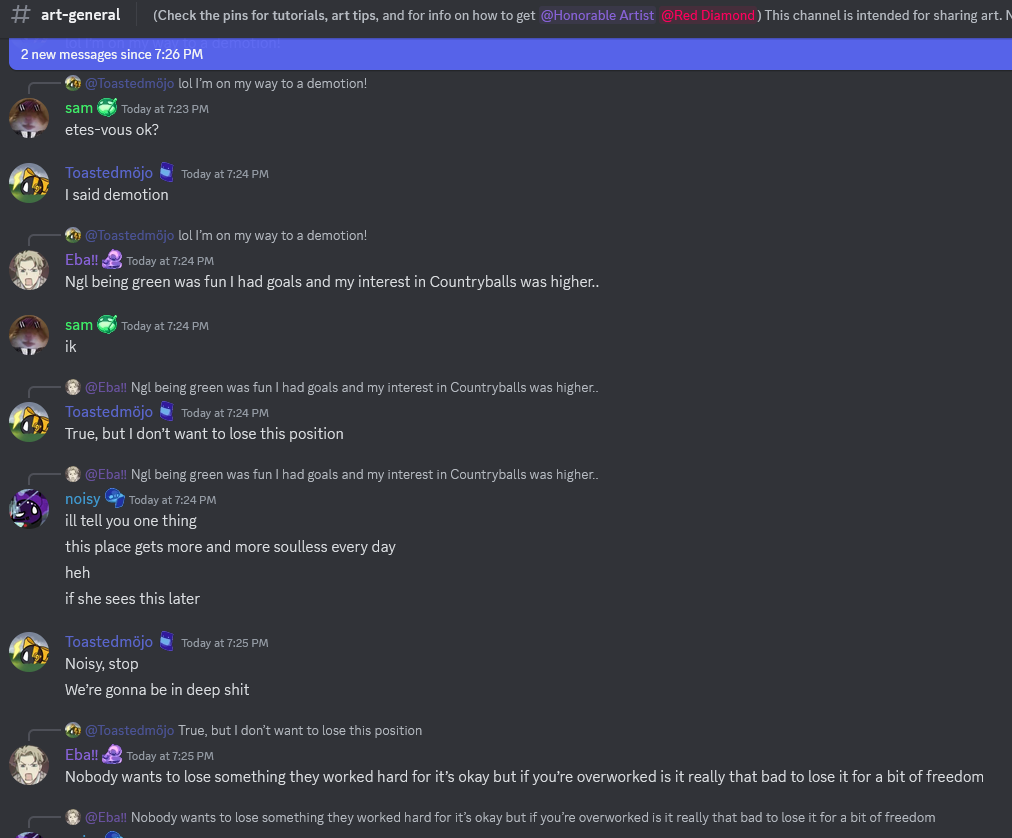 # art-general (Check the pins for tutorials, art tips, and for info on how to get @Honorable Artist @Red Diamond) This channel is intended for sharing art. N
lol I'm on my way to a demotion!
2 new messages since 7:26 PM
@Toastedmöjo lol I'm on my way to a demotion!
sam Today at 7:23 PM
etes-vous ok?
Toastedmöjo Today at 7:24 PM
I said demotion
@Toastedmöjo lol I'm on my way to a demotion!
Eba!! Today at 7:24 PM
Ngl being green was fun I had goals and my interest in Countryballs was higher..
sam Today at 7:24 PM
ik
@Eba!! Ngl being green was fun I had goals and my interest in Countryballs was higher..
Toastedmöjo Today at 7:24 PM
True, but I don't want to lose this position
@Eba!! Ngl being green was fun I had goals and my interest in Countryballs was higher..
noisy Today at 7:24 PM
ill tell you one thing
this place gets more and more soulless every day
heh
if she sees this later
Toastedmöjo Today at 7:25 PM
Noisy, stop
We're gonna be in deep shit
@Toastedmöjo True, but I don't want to lose this position
Eba!! Today at 7:25 PM
Nobody wants to lose something they worked hard for it's okay but if you're overworked is it really that bad to lose it for a bit of freedom
@Eba!! Nobody wants to lose something they worked hard for it's okay but if you're overworked is it really that bad to lose it for a bit of freedom